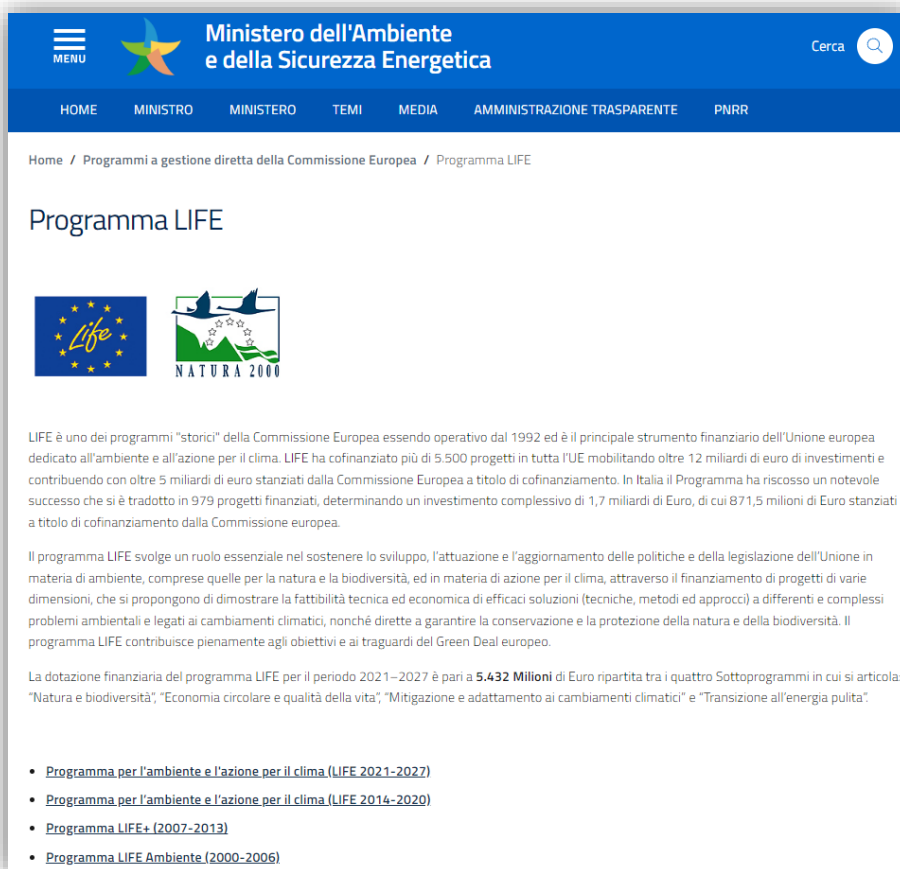 MENU
Ministero dell'Ambiente
e della Sicurezza Energetica
Cerca
HOME MINISTRO MINISTERO TEMI MEDIA AMMINISTRAZIONE TRASPARENTE PNRR
Home / Programmi a gestione diretta della Commissione Europea / Programma LIFE
Programma LIFE
Life
NATURA 2000
LIFE è uno dei programmi "storici" della Commissione Europea essendo operativo dal 1992 ed è il principale strumento finanziario dell'Unione europea
dedicato all'ambiente e all'azione per il clima. LIFE ha cofinanziato più di 5.500 progetti in tutta l'UE mobilitando oltre 12 miliardi di euro di investimenti e
contribuendo con oltre 5 miliardi di euro stanziati dalla Commissione Europea a titolo di cofinanziamento. In Italia il Programma ha riscosso un notevole
successo che si è tradotto in 979 progetti finanziati, determinando un investimento complessivo di 1,7 miliardi di Euro, di cui 871,5 milioni di Euro stanziati
a titolo di cofinanziamento dalla Commissione europea.
Il programma LIFE svolge un ruolo essenziale nel sostenere lo sviluppo, l'attuazione e l'aggiornamento delle politiche e della legislazione dell'Unione in
materia di ambiente, comprese quelle per la natura e la biodiversità, ed in materia di azione per il clima, attraverso il finanziamento di progetti di varie
dimensioni, che si propongono di dimostrare la fattibilità tecnica ed economica di efficaci soluzioni (tecniche, metodi ed approcci) a differenti e complessi
problemi ambientali e legati ai cambiamenti climatici, nonché dirette a garantire la conservazione e la protezione della natura e della biodiversità. Il
programma LIFE contribuisce pienamente agli obiettivi e ai traguardi del Green Deal europeo.
La dotazione finanziaria del programma LIFE per il periodo 2021–2027 è pari a 5.432 Milioni di Euro ripartita tra i quattro Sottoprogrammi in cui si articola:
"Natura e biodiversità", "Economia circolare e qualità della vita", "Mitigazione e adattamento ai cambiamenti climatici" e "Transizione all'energia pulita".
• Programma per l'ambiente e l'azione per il clima (LIFE 2021-2027)
• Programma per l'ambiente e l'azione per il clima (LIFE 2014-2020)
• Programma LIFE+ (2007-2013)
• Programma LIFE Ambiente (2000-2006)